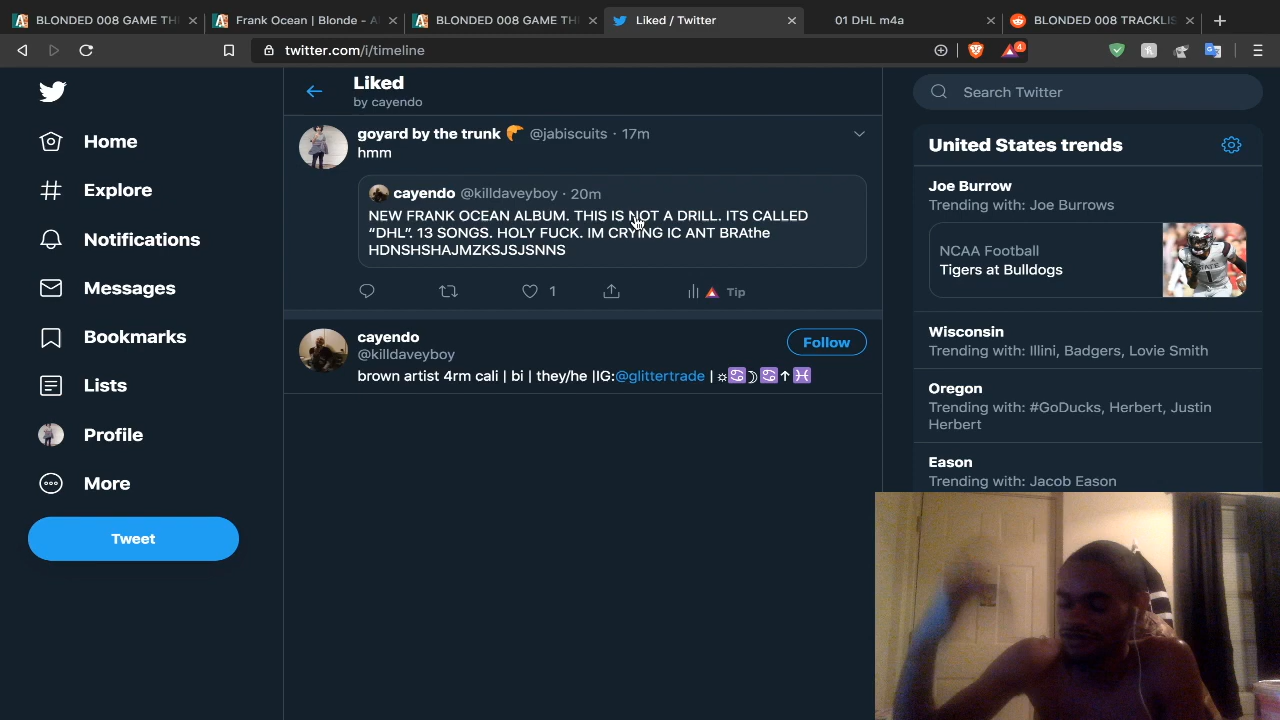 BLONDED 008 GAME TH
Frank Ocean | Blonde - A
BLONDED 008 GAME TH
Liked / Twitter
01 DHL m4a
BLONDED 008 TRACKLIS
twitter.com/i/timeline
4
Home
Explore
Notifications
Messages
Bookmarks
Lists
Profile
More
Tweet
Liked
by cayendo
goyard by the trunk 🥐 @jabiscuits · 17m
hmm
cayendo @killdaveyboy · 20m
NEW FRANK OCEAN ALBUM. THIS IS NOT A DRILL. ITS CALLED
“DHL”. 13 SONGS. HOLY FUCK. IM CRYING IC ANT BRAthe
HDNSHSHAJMZKSJSJSNNS
1
Tip
cayendo
@killdaveyboy
Follow
brown artist 4rm cali | bi | they/he |IG:@glittertrade | ☼♋☽♋↑♓
Search Twitter
United States trends
Joe Burrow
Trending with: Joe Burrows
NCAA Football
Tigers at Bulldogs
Wisconsin
Trending with: Illini, Badgers, Lovie Smith
Oregon
Trending with: #GoDucks, Herbert, Justin
Herbert
Eason
Trending with: Jacob Eason